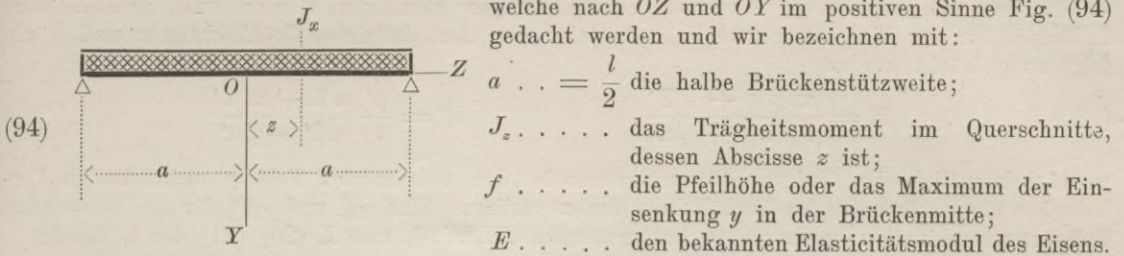 welche nach OZ und OY im positiven Sinne Fig. (94)
gedacht werden und wir bezeichnen mit:
a . . = l/2 die halbe Brückenstützweite;
J_z . . . . . das Trägheitsmoment im Querschnitte,
dessen Abscisse z ist;
f . . . . . die Pfeilhöhe oder das Maximum der Ein-
senkung y in der Brückenmitte;
E . . . . . den bekannten Elasticitätsmodul des Eisens.
(94)
J_x
Z
O
z
a
a
Y